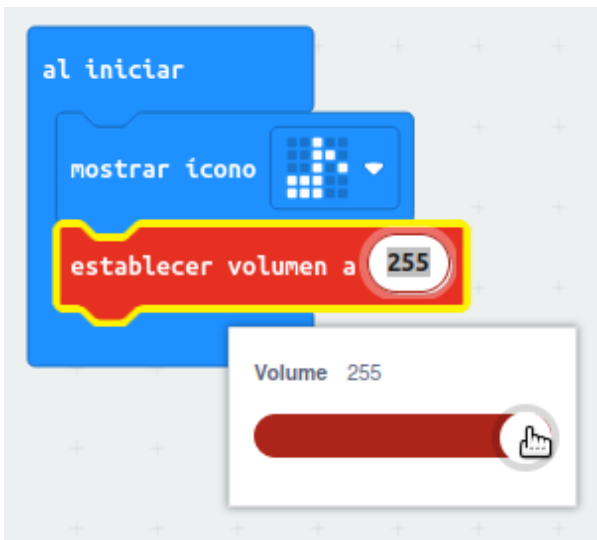 al iniciar
mostrar ícono
establecer volumen a 255
Volume 255